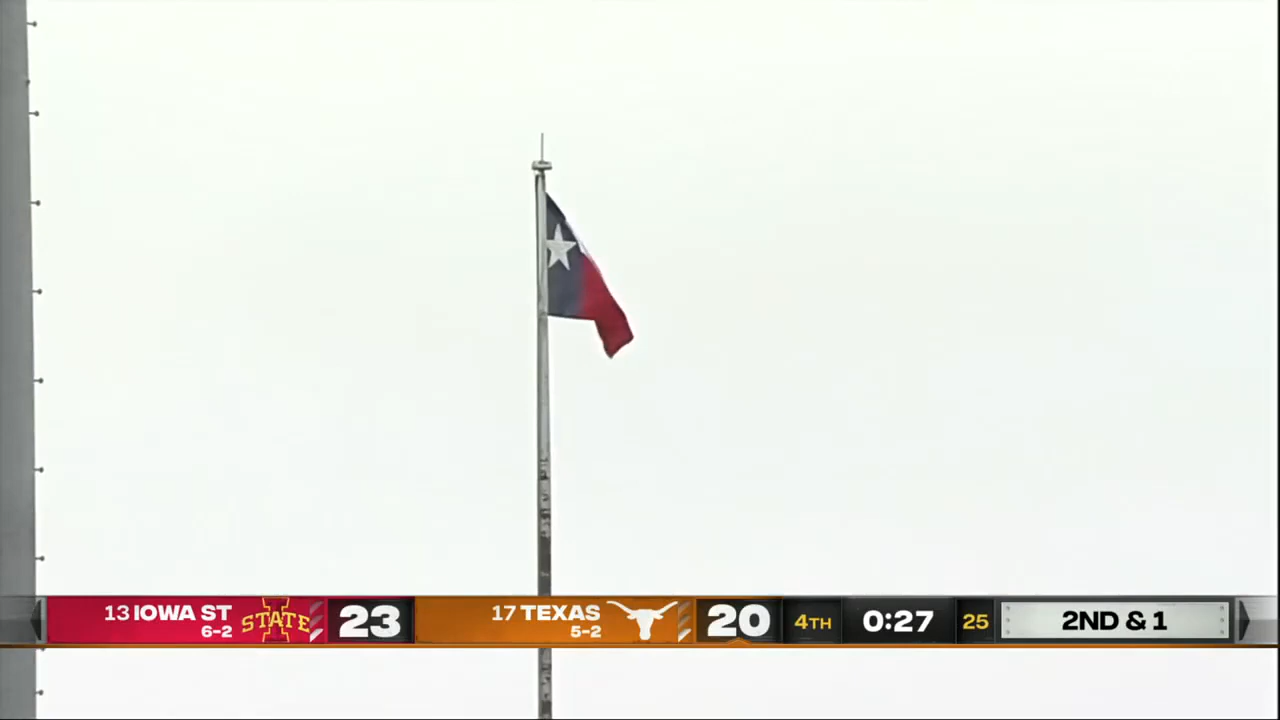 13 IOWA ST
6-2
STATE
23
17 TEXAS
5-2
20
4TH
0:27
25
2ND & 1